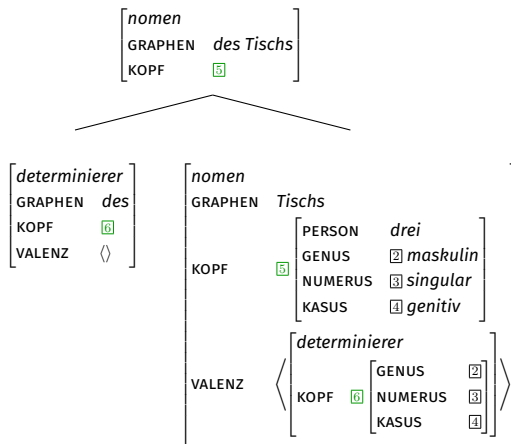 nomen
GRAPHEN des Tischs
KOPF 5
determinierer
GRAPHEN des
KOPF 6
VALENZ ⟨⟩
nomen
GRAPHEN Tischs
KOPF 5
PERSON drei
GENUS 2 maskulin
NUMERUS 3 singular
KASUS 4 genitiv
VALENZ
determinierer
KOPF 6
GENUS 2
NUMERUS 3
KASUS 4